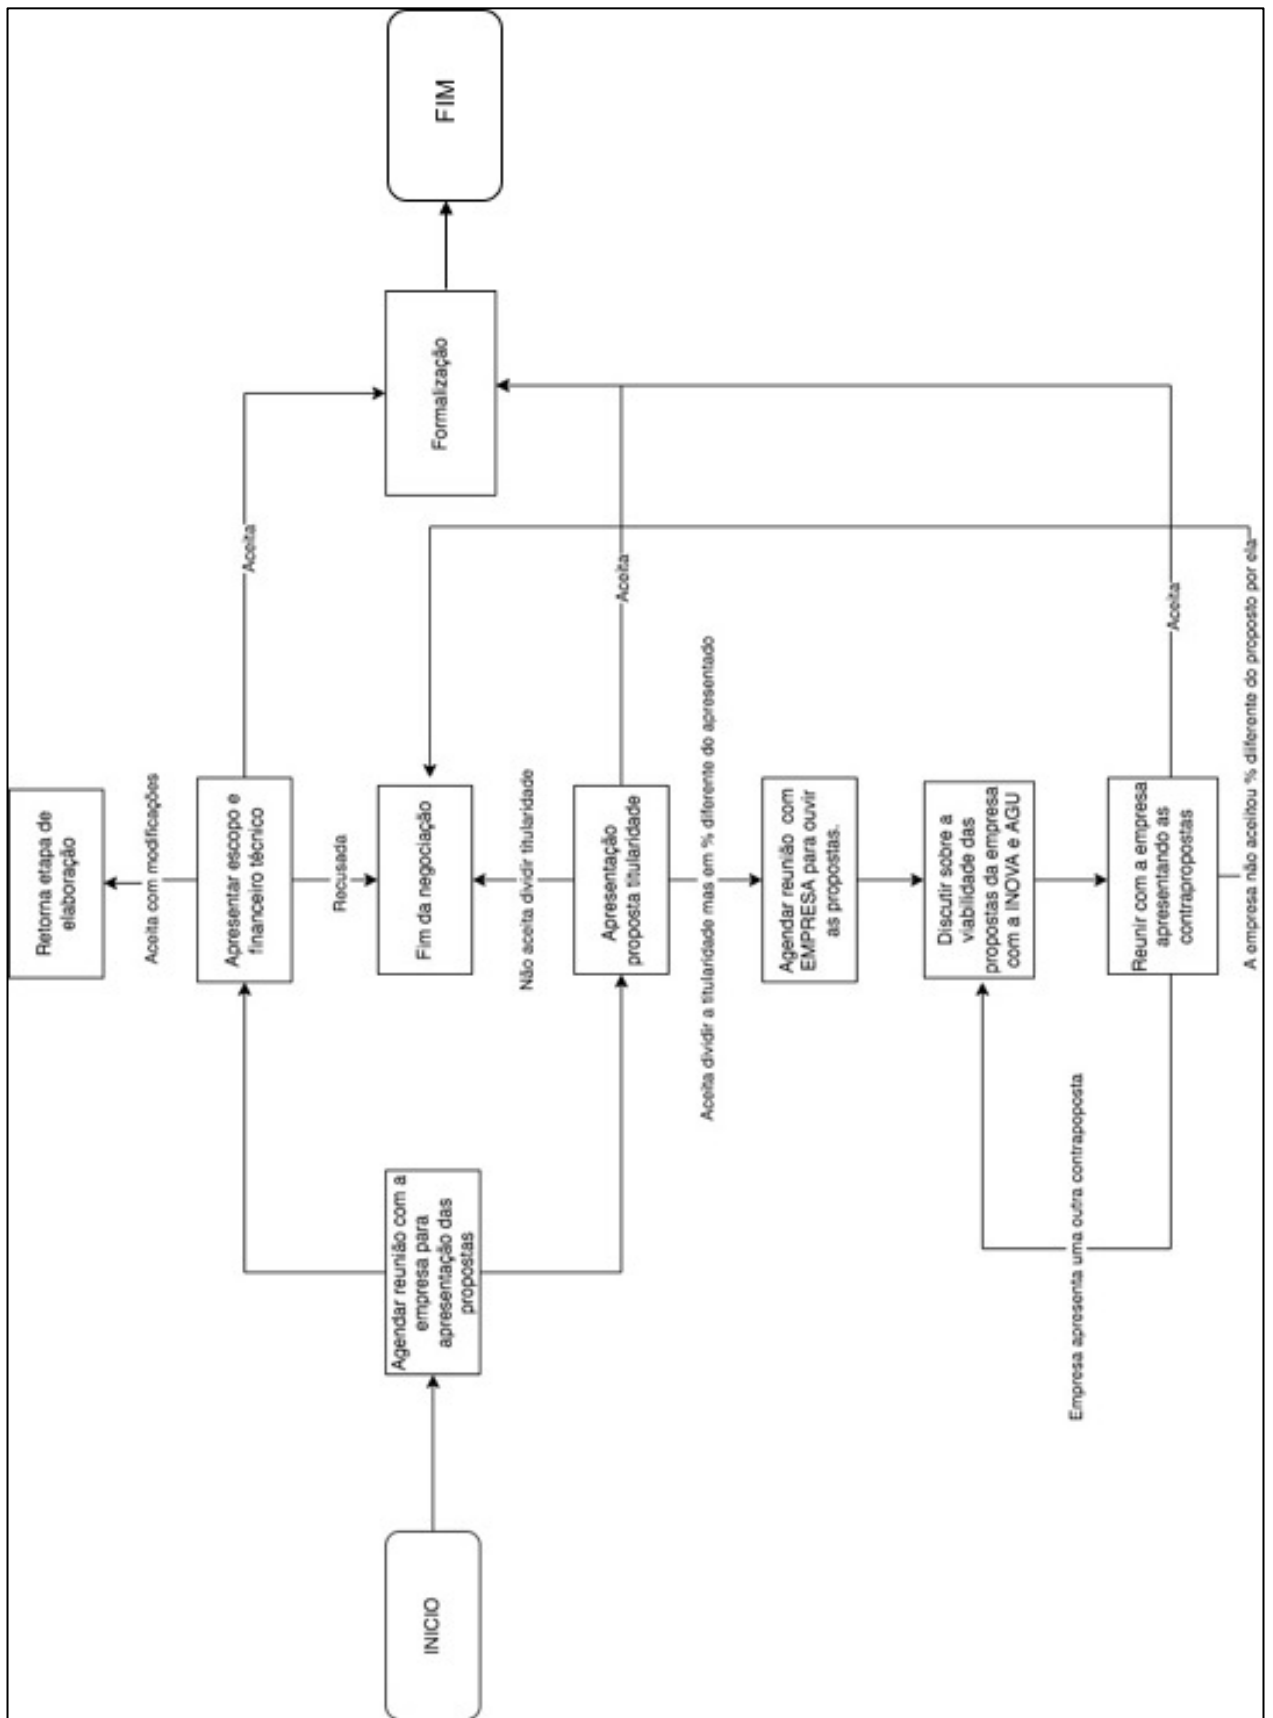 INICIO
Agendar reunião com a
empresa para
apresentação das
propostas
Retorna etapa de
elaboração
Aceita com modificações
Apresentar escopo e
financeiro técnico
Aceita
Recusada
Fim da negociação
Não aceita dividir titularidade
Apresentação
proposta titularidade
Aceita
Aceita dividir a titularidade mas em % diferente do apresentado
Agendar reunião com
EMPRESA para ouvir
as propostas.
Discutir sobre a
viabilidade das
propostas da empresa
com a INOVA e AGU
Empresa apresenta uma outra contrapoposta
Reunir com a empresa
apresentando as
contrapropostas
Aceita
A empresa não aceitou % diferente do proposto por ela
Formalização
FIM